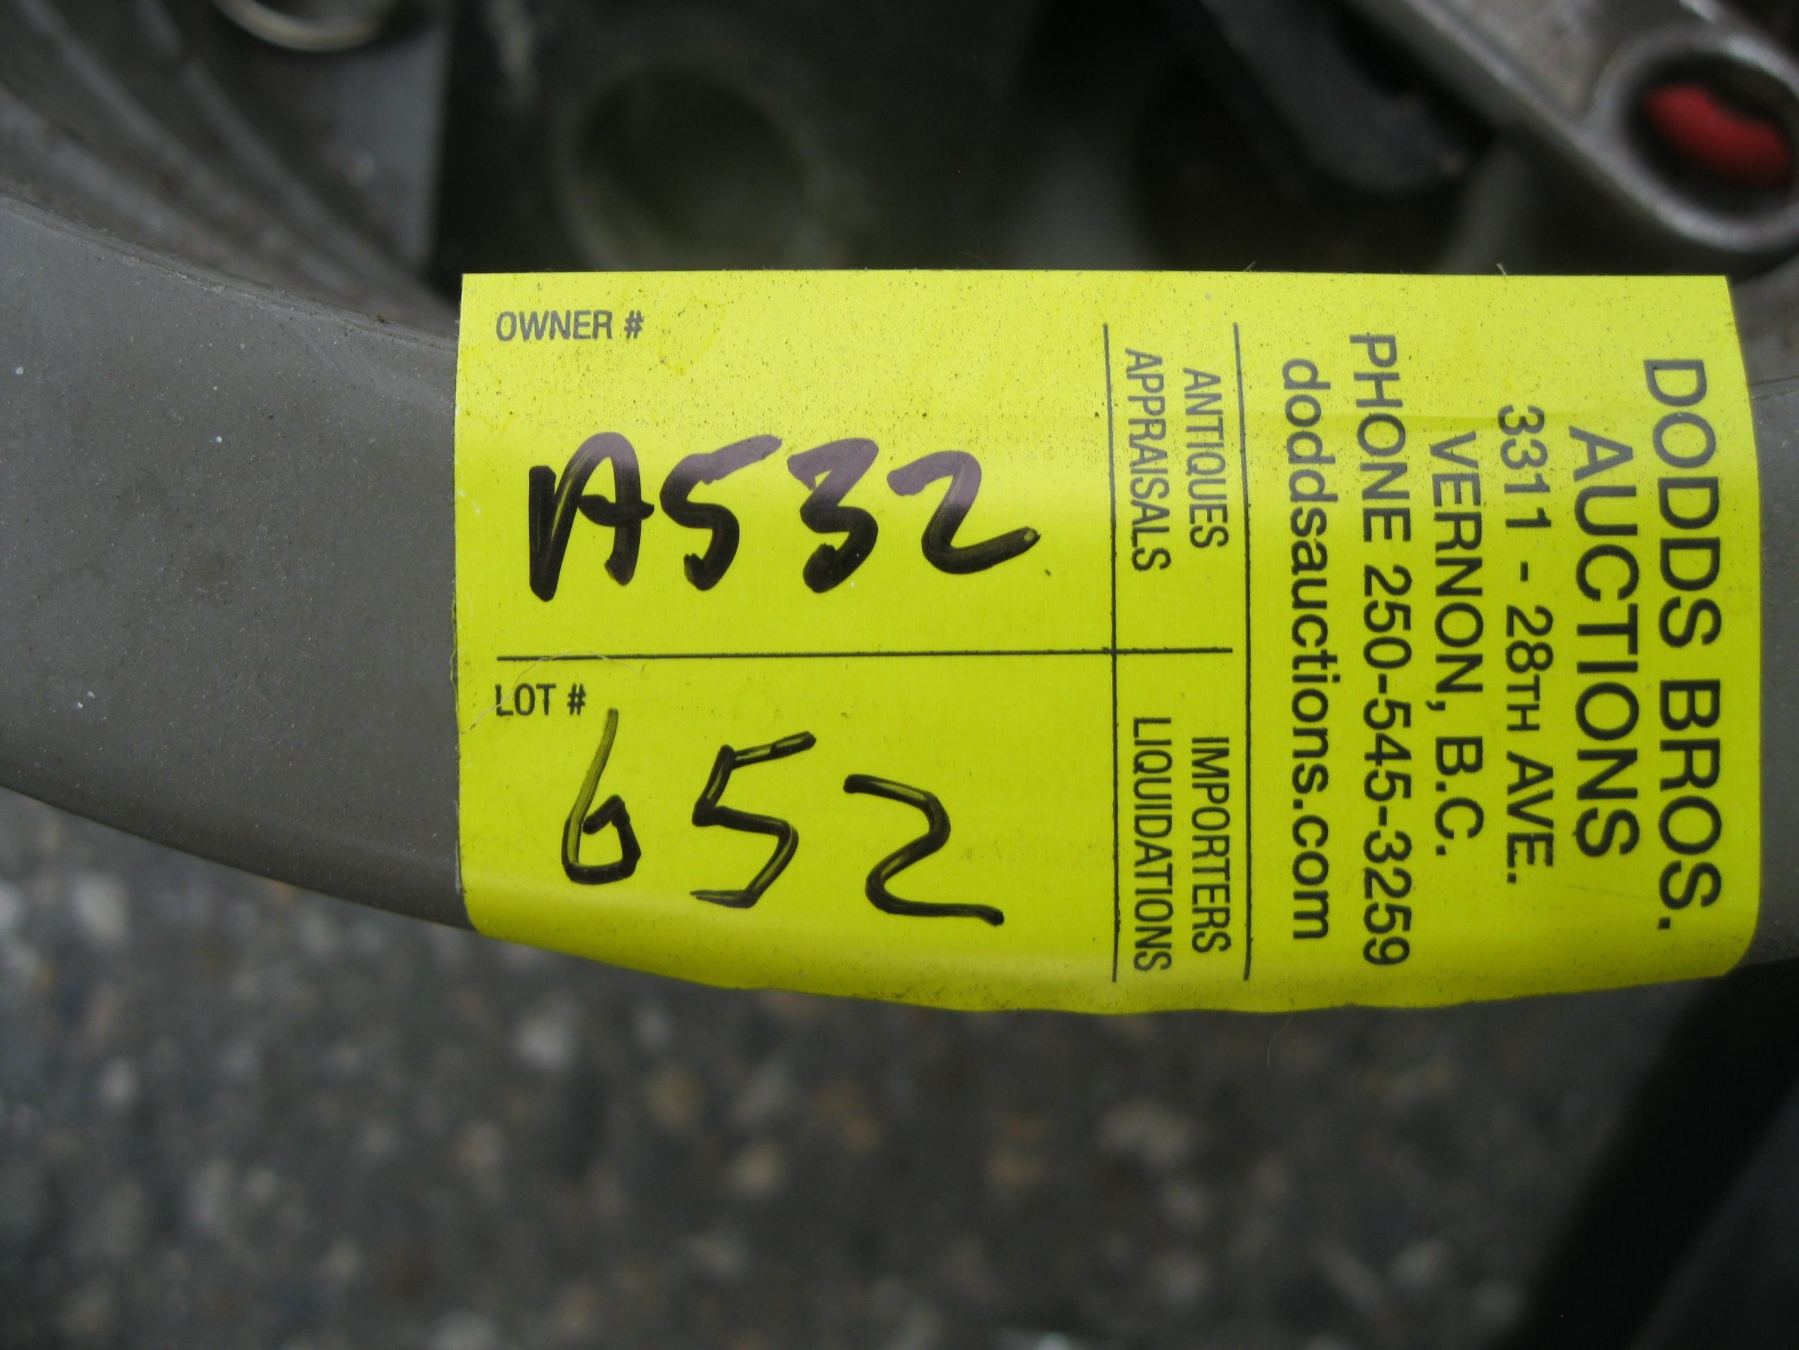 DODDS BROS.
AUCTIONS
3311 - 28TH AVE.
VERNON, B.C.
PHONE 250-545-3259
doddsauctions.com
ANTIQUES IMPORTERS
APPRAISALS LIQUIDATIONS
OWNER #
A532
LOT #
652